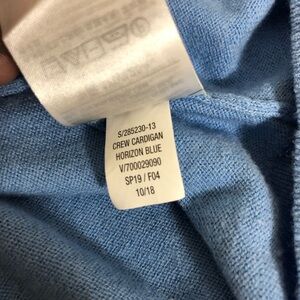 S/285230-13
CREW CARDIGAN
HORIZON BLUE
V/700029090
SP19 / F04
10/18